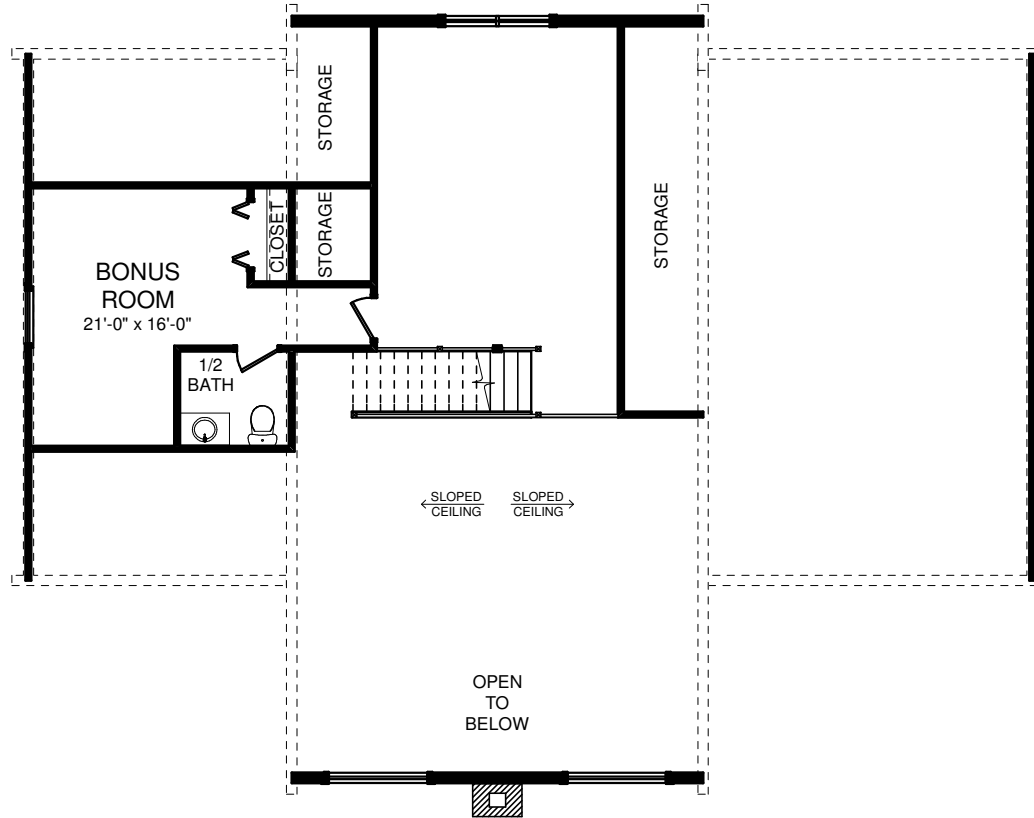 STORAGE
STORAGE
STORAGE
CLOSET
BONUS
ROOM
21'-0" x 16'-0"
1/2
BATH
SLOPED
CEILING
SLOPED
CEILING
OPEN
TO
BELOW